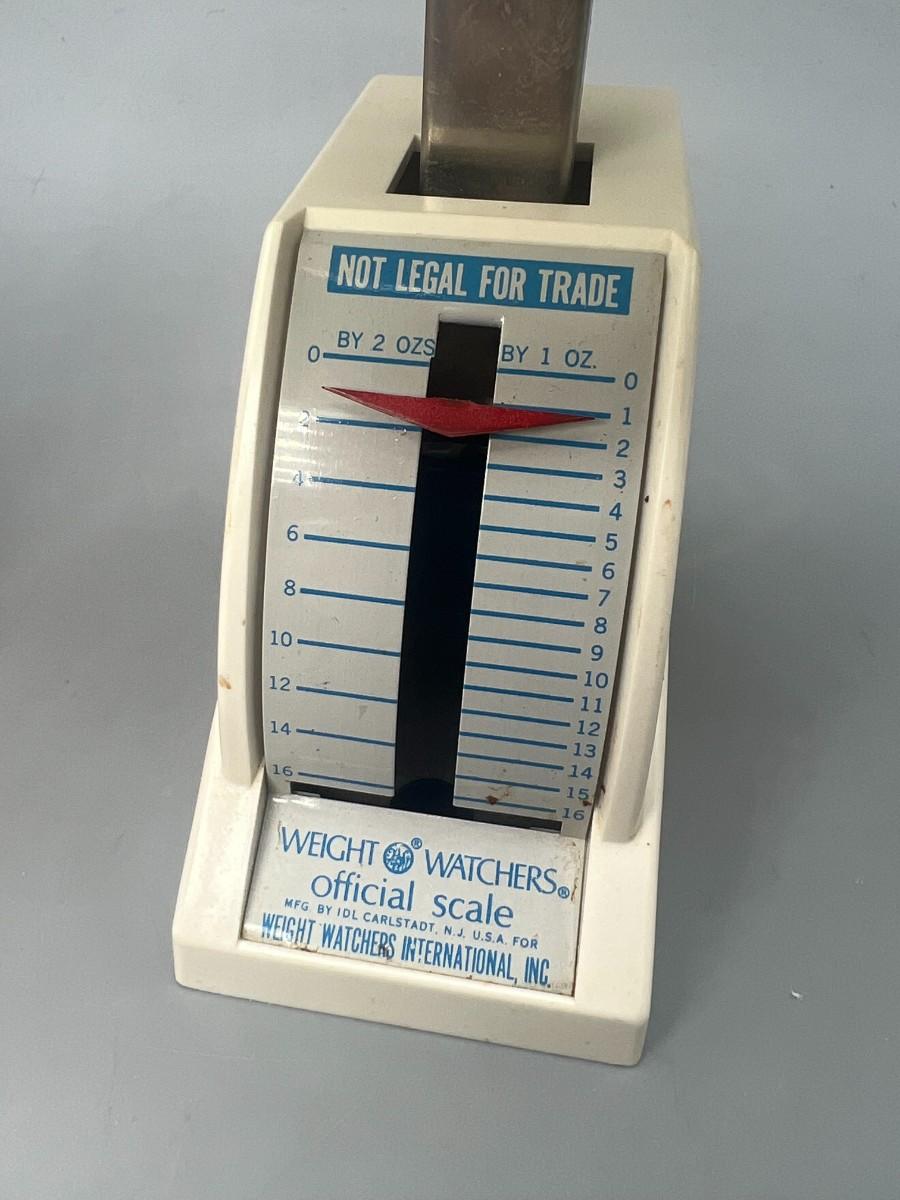 NOT LEGAL FOR TRADE
BY 2 OZS BY 1 OZ.
0 0
1
2 2
3
4 4
5
6 6
7
8 8
9
10 10
11
12 12
13
14 14
15
16 16
WEIGHT ® WATCHERS®
Official scale
MFG. BY IDL CARLSTADT, N.J. U.S.A. FOR
WEIGHT WATCHERS INTERNATIONAL, INC.